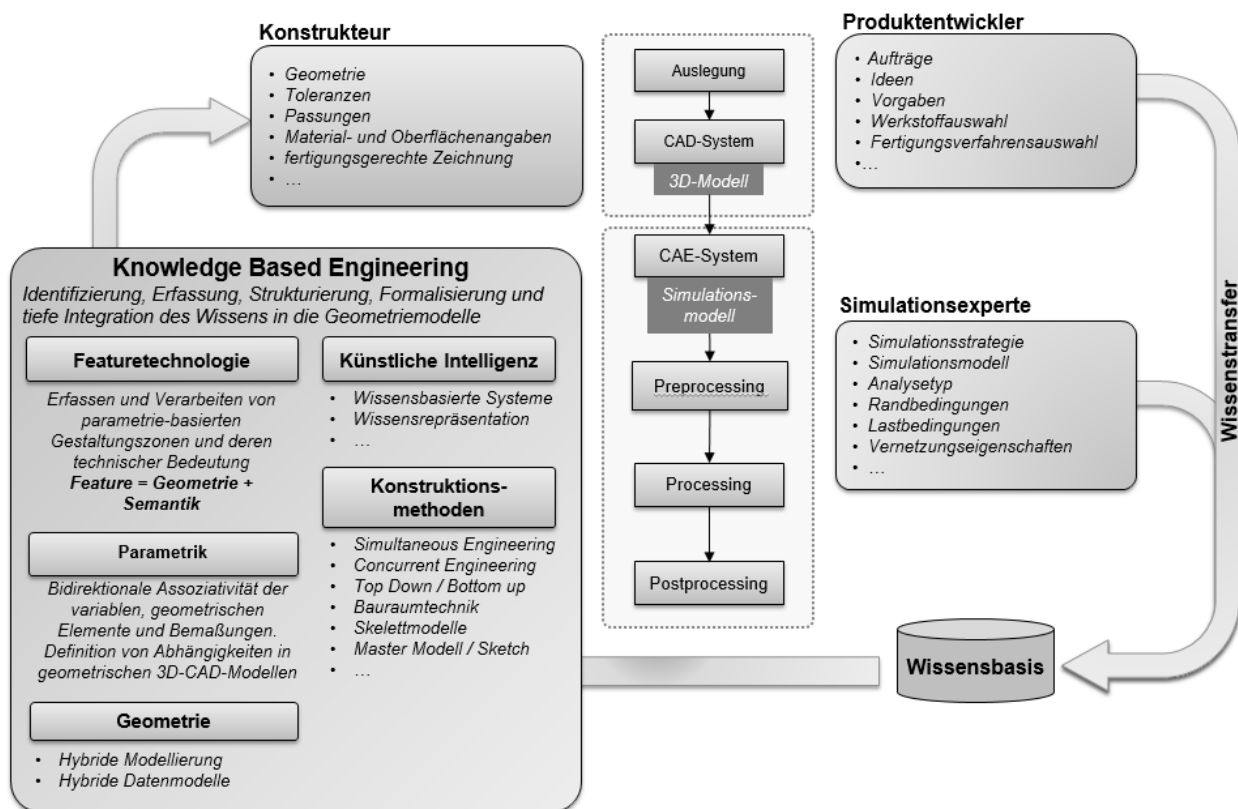 Konstrukteur
• Geometrie
• Toleranzen
• Passungen
• Material- und Oberflächenangaben
• fertigungsgerechte Zeichnung
• …
Auslegung
CAD-System
3D-Modell
Produktentwickler
• Aufträge
• Ideen
• Vorgaben
• Werkstoffauswahl
• Fertigungsverfahrensauswahl
•…
Knowledge Based Engineering
Identifizierung, Erfassung, Strukturierung, Formalisierung und
tiefe Integration des Wissens in die Geometriemodelle
Featuretechnologie
Erfassen und Verarbeiten von
parametrie-basierten
Gestaltungszonen und deren
technischer Bedeutung
Feature = Geometrie +
Semantik
Parametrik
Bidirektionale Assoziativität der
variablen, geometrischen
Elemente und Bemaßungen.
Definition von Abhängigkeiten in
geometrischen 3D-CAD-Modellen
Geometrie
• Hybride Modellierung
• Hybride Datenmodelle
Künstliche Intelligenz
• Wissensbasierte Systeme
• Wissensrepräsentation
• …
Konstruktions-
methoden
• Simultaneous Engineering
• Concurrent Engineering
• Top Down / Bottom up
• Bauraumtechnik
• Skelettmodelle
• Master Modell / Sketch
• …
CAE-System
Simulations-
modell
Preprocessing
Processing
Postprocessing
Simulationsexperte
• Simulationsstrategie
• Simulationsmodell
• Analysetyp
• Randbedingungen
• Lastbedingungen
• Vernetzungseigenschaften
• …
Wissenstransfer
Wissensbasis